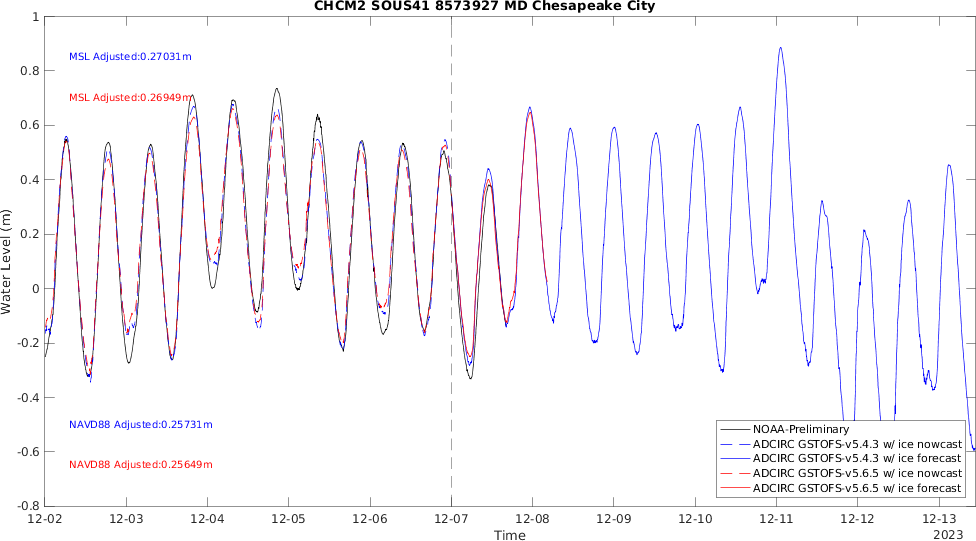 CHCM2 SOUS41 8573927 MD Chesapeake City
1
0.8
0.6
0.4
0.2
0
-0.2
-0.4
-0.6
-0.8
Water Level (m)
MSL Adjusted:0.27031m
MSL Adjusted:0.26949m
NAVD88 Adjusted:0.25731m
NAVD88 Adjusted:0.25649m
NOAA-Preliminary
ADCIRC GSTOFS-v5.4.3 w/ ice nowcast
ADCIRC GSTOFS-v5.4.3 w/ ice forecast
ADCIRC GSTOFS-v5.6.5 w/ ice nowcast
ADCIRC GSTOFS-v5.6.5 w/ ice forecast
12-02 12-03 12-04 12-05 12-06 12-07 12-08 12-09 12-10 12-11 12-12 12-13
Time
2023